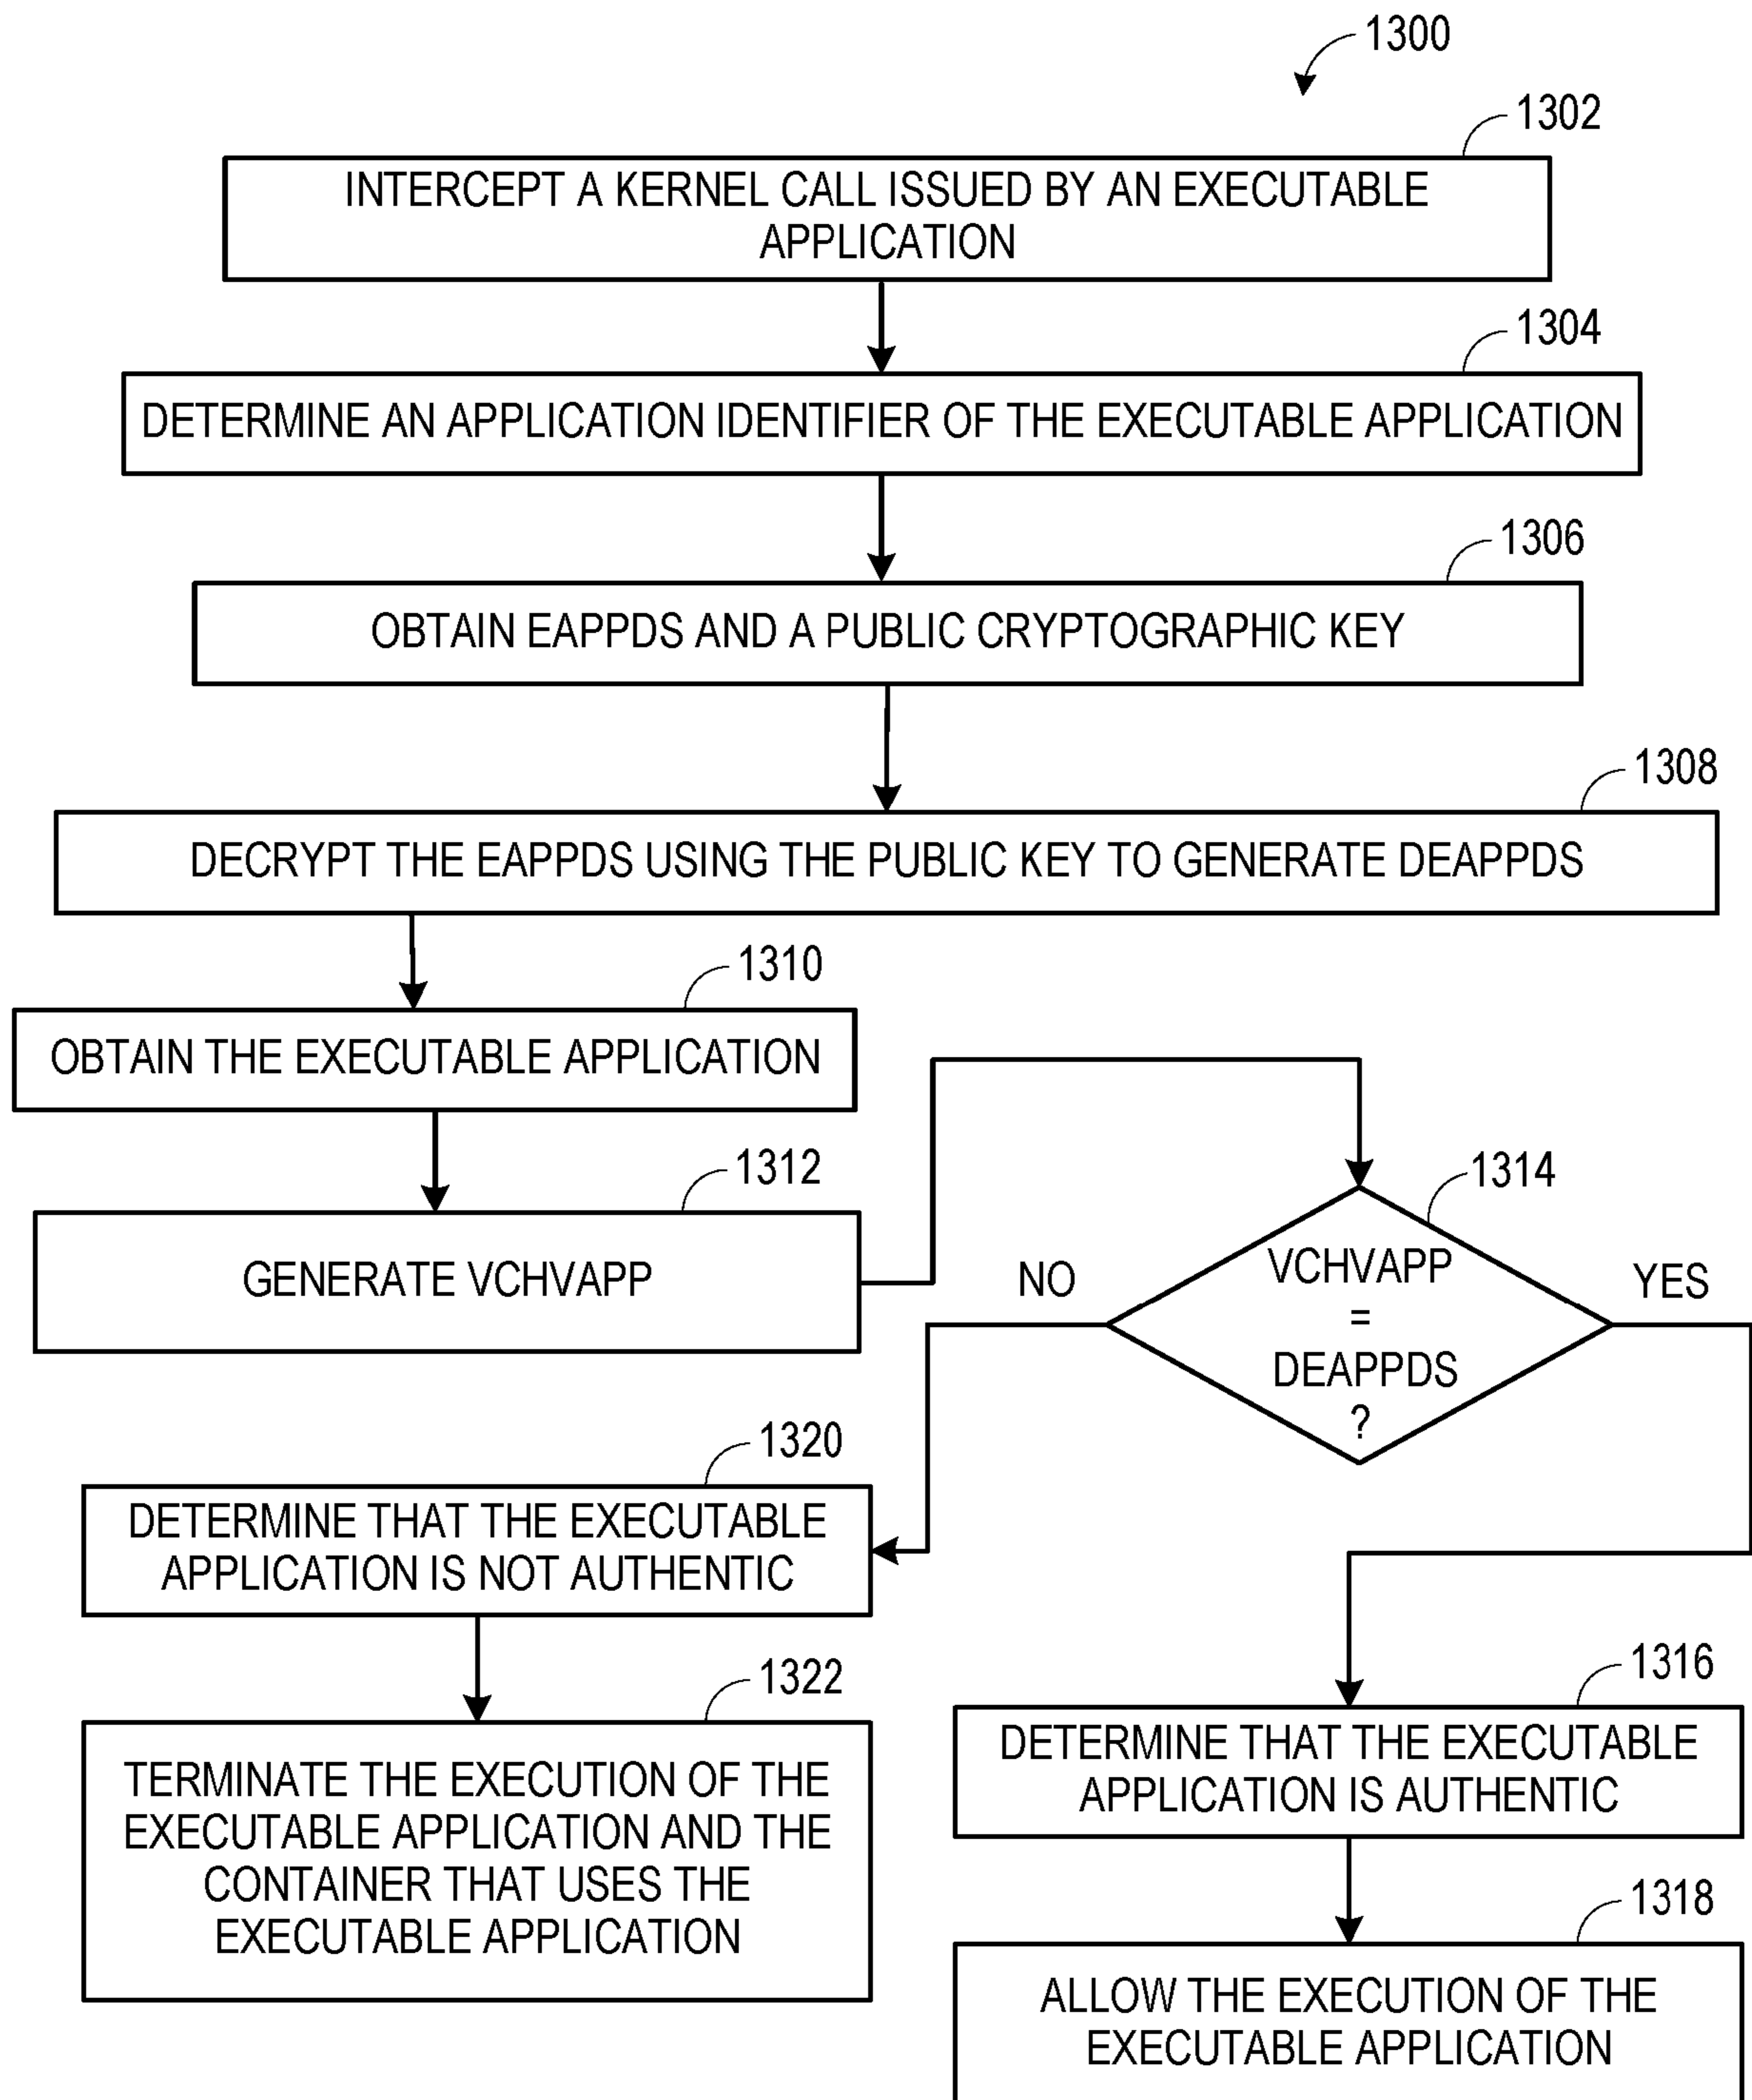 1300
1302
INTERCEPT A KERNEL CALL ISSUED BY AN EXECUTABLE
APPLICATION
1304
DETERMINE AN APPLICATION IDENTIFIER OF THE EXECUTABLE APPLICATION
1306
OBTAIN EAPPDS AND A PUBLIC CRYPTOGRAPHIC KEY
1308
DECRYPT THE EAPPDS USING THE PUBLIC KEY TO GENERATE DEAPPDS
1310
OBTAIN THE EXECUTABLE APPLICATION
1312
GENERATE VCHVAPP
1314
VCHVAPP
=
DEAPPDS
?
NO
YES
1320
DETERMINE THAT THE EXECUTABLE
APPLICATION IS NOT AUTHENTIC
1322
TERMINATE THE EXECUTION OF THE
EXECUTABLE APPLICATION AND THE
CONTAINER THAT USES THE
EXECUTABLE APPLICATION
1316
DETERMINE THAT THE EXECUTABLE
APPLICATION IS AUTHENTIC
1318
ALLOW THE EXECUTION OF THE
EXECUTABLE APPLICATION